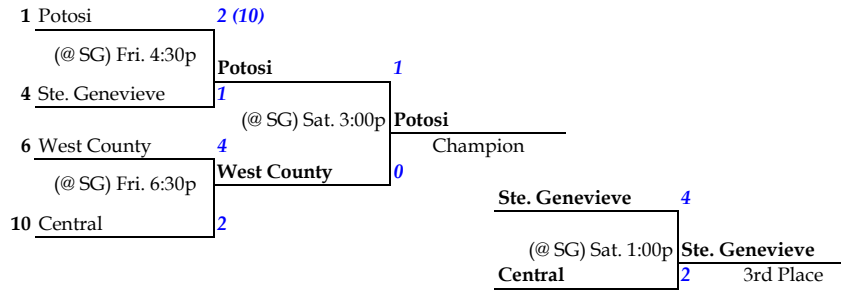 1 Potosi 2 (10)
(@ SG) Fri. 4:30p
Potosi 1
4 Ste. Genevieve 1
(@ SG) Sat. 3:00p Potosi
Champion
6 West County 4
(@ SG) Fri. 6:30p
West County 0
10 Central 2
Ste. Genevieve 4
(@ SG) Sat. 1:00p Ste. Genevieve
Central 2 3rd Place